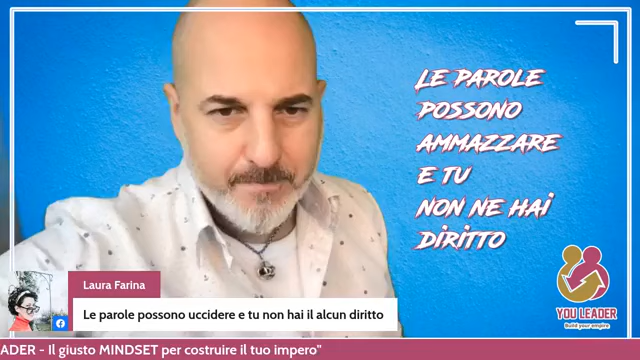 LE PAROLE
POSSONO
AMMAZZARE
E TU
NON NE HAI
DIRITTO
YOU LEADER
Build your empire
Laura Farina
Le parole possono uccidere e tu non hai il alcun diritto
ADER - Il giusto MINDSET per costruire il tuo impero"